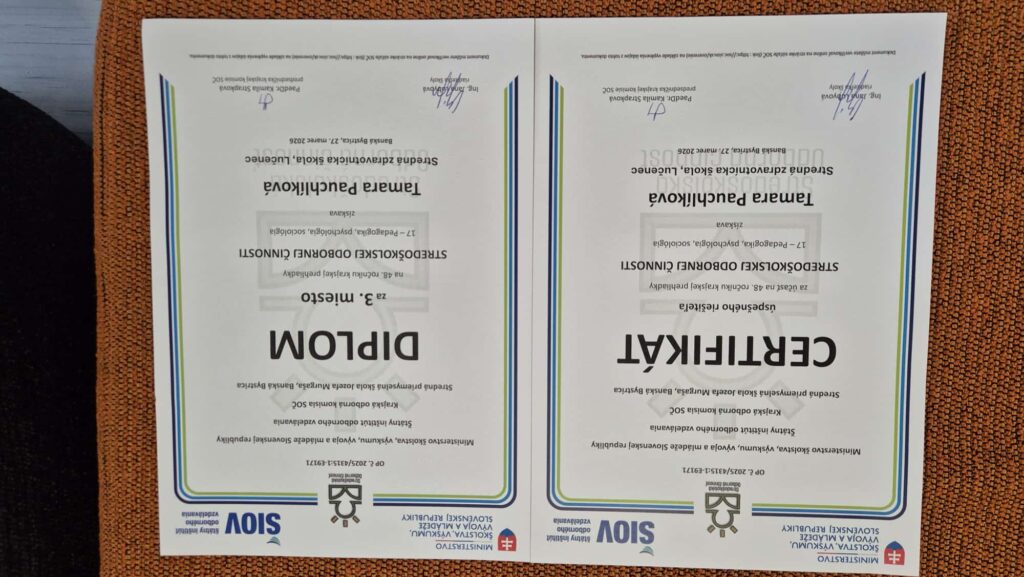 MINISTERSTVO
ŠKOLSTVA, VÝSKUMU,
VÝVOJA A MLÁDEŽE
SLOVENSKEJ REPUBLIKY
Stredoškolská
odborná činnosť
SIOV
štátny inštitút
odborného
vzdelávania
OP č. 2025/4315:1-E9171
Ministerstvo školstva, výskumu, vývoja a mládeže Slovenskej republiky
Štátny inštitút odborného vzdelávania
Krajská odborná komisia SOČ
Stredná priemyselná škola Jozefa Murgaša, Banská Bystrica
CERTIFIKÁT
úspešného riešiteľa
za účasť na 48. ročníku krajskej prehliadky
STREDOŠKOLSKEJ ODBORNEJ ČINNOSTI
17 – Pedagogika, psychológia, sociológia
získava
Tamara Pauchlíková
Stredná zdravotnícka škola, Lučenec
Banská Bystrica, 27. marec 2026
Ing. Jana
riaditeľka školy
PaedDr. Kamila Strapková
predsedníčka krajskej komisie SOČ
MINISTERSTVO
ŠKOLSTVA, VÝSKUMU,
VÝVOJA A MLÁDEŽE
SLOVENSKEJ REPUBLIKY
Stredoškolská
odborná činnosť
SIOV
štátny inštitút
odborného
vzdelávania
OP č. 2025/4315:1-E9171
Ministerstvo školstva, výskumu, vývoja a mládeže Slovenskej republiky
Štátny inštitút odborného vzdelávania
Krajská odborná komisia SOČ
Stredná priemyselná škola Jozefa Murgaša, Banská Bystrica
DIPLOM
za 3. miesto
na 48. ročníku krajskej prehliadky
STREDOŠKOLSKEJ ODBORNEJ ČINNOSTI
17 – Pedagogika, psychológia, sociológia
získava
Tamara Pauchlíková
Stredná zdravotnícka škola, Lučenec
Banská Bystrica, 27. marec 2026
Ing. Jana
riaditeľka školy
PaedDr. Kamila Strapková
predsedníčka krajskej komisie SOČ